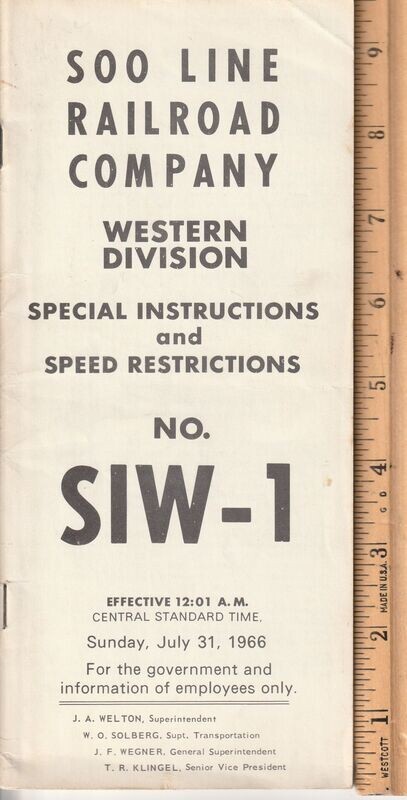 SOO LINE
RAILROAD
COMPANY
WESTERN
DIVISION
SPECIAL INSTRUCTIONS
and
SPEED RESTRICTIONS
NO.
SIW-1
EFFECTIVE 12:01 A.M.
CENTRAL STANDARD TIME,
Sunday, July 31, 1966
For the government and
information of employees only.
J. A. WELTON, Superintendent
W. O. SOLBERG, Supt. Transportation
J. F. WEGNER, General Superintendent
T. R. KLINGEL, Senior Vice President
9
8
7
6
5
4
3
2
1
G D
MADE IN U.S.A.
WESTCOTT